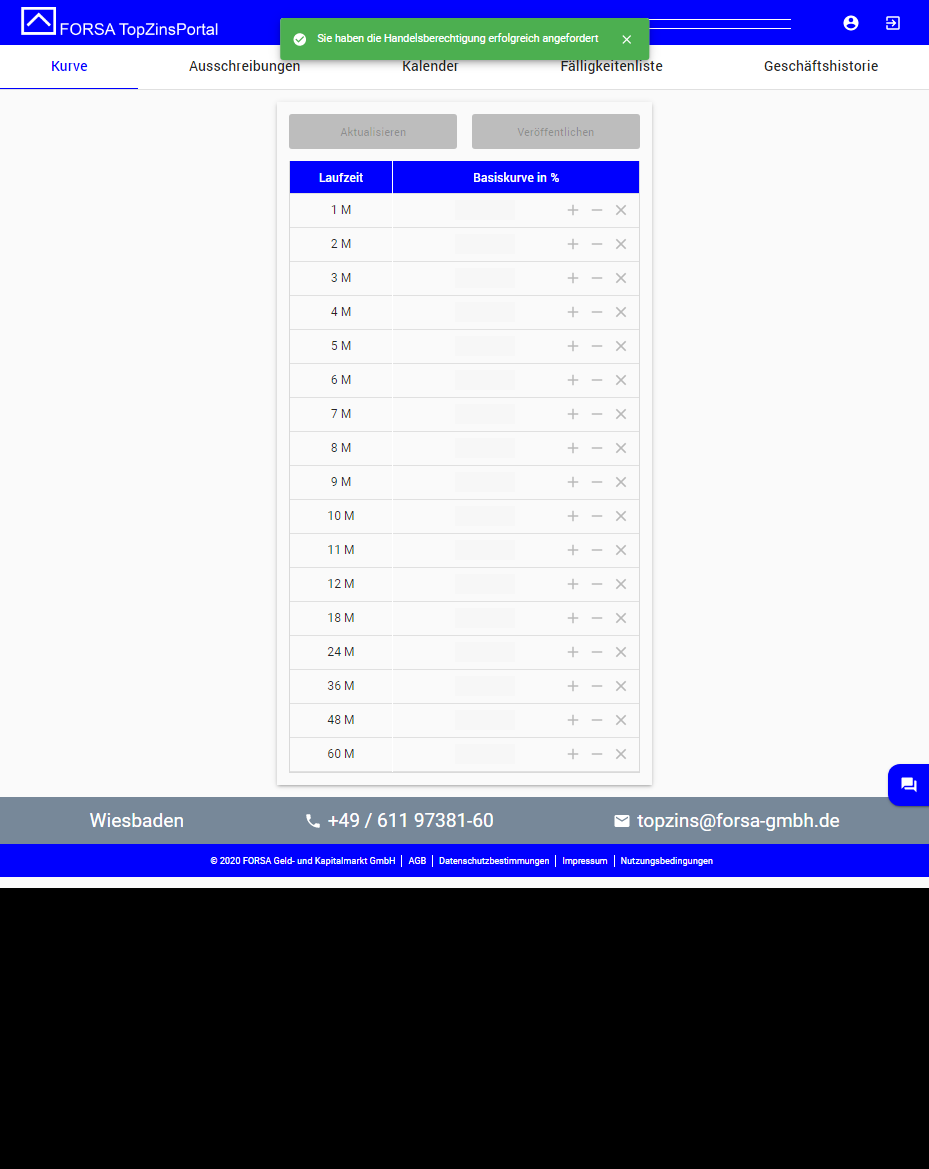 FORSA TopZinsPortal
Sie haben die Handelsberechtigung erfolgreich angefordert
Kurve Ausschreibungen Kalender Fälligkeitenliste Geschäftshistorie
Aktualisieren Veröffentlichen
Laufzeit Basiskurve in %
1 M
2 M
3 M
4 M
5 M
6 M
7 M
8 M
9 M
10 M
11 M
12 M
18 M
24 M
36 M
48 M
60 M
Wiesbaden +49 / 611 97381-60 topzins@forsa-gmbh.de
© 2020 FORSA Geld- und Kapitalmarkt GmbH | AGB | Datenschutzbestimmungen | Impressum | Nutzungsbedingungen